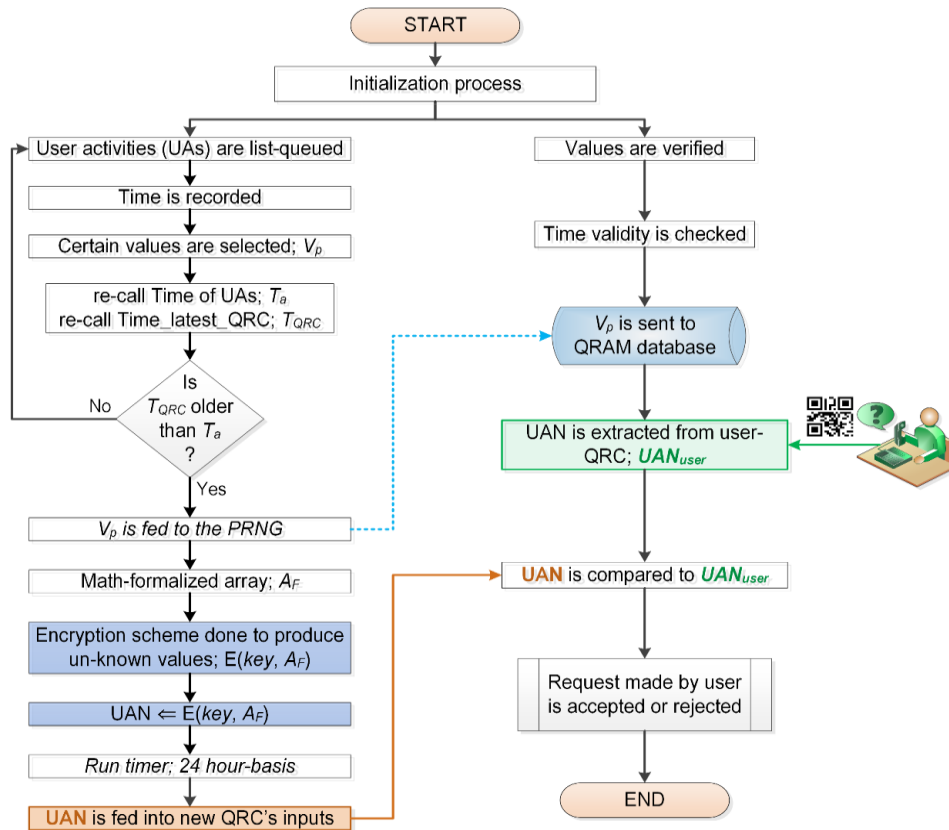 START
Initialization process
User activities (UAs) are list-queued
Time is recorded
Certain values are selected; Vp
re-call Time of UAs; Ta
re-call Time_latest_QRC; TQRC
Is
TQRC older
than Ta
?
No
Yes
Vp is fed to the PRNG
Math-formalized array; AF
Encryption scheme done to produce
un-known values; E(key, AF)
UAN ⇐ E(key, AF)
Run timer; 24 hour-basis
UAN is fed into new QRC's inputs
Values are verified
Time validity is checked
Vp is sent to
QRAM database
UAN is extracted from user-
QRC; UANuser
?
UAN is compared to UANuser
Request made by user
is accepted or rejected
END